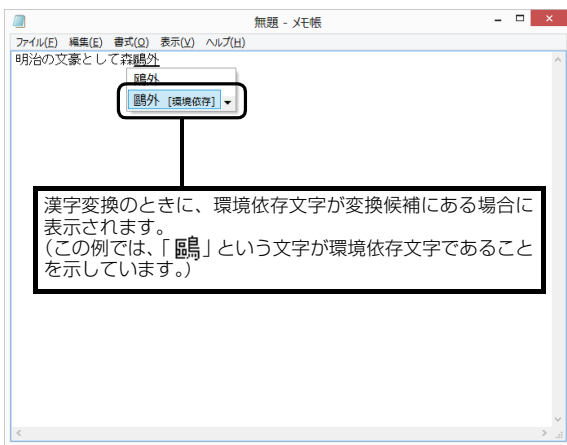 無題 - メモ帳
ファイル(F) 編集(E) 書式(O) 表示(V) ヘルプ(H)
明治の文豪として森鷗外
鴎外
鷗外 [環境依存]
漢字変換のときに、環境依存文字が変換候補にある場合に
表示されます。
(この例では、「鷗」という文字が環境依存文字であること
を示しています。)